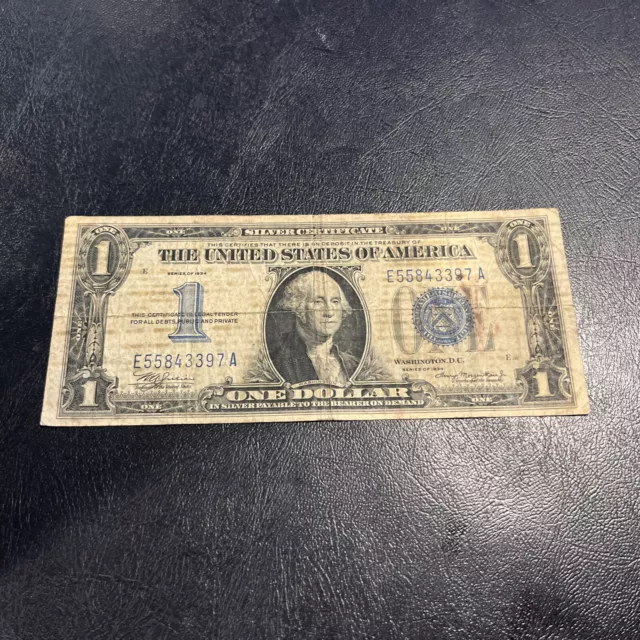 ONE SILVER CERTIFICATE ONE
1 THIS CERTIFIES THAT THERE IS ON DEPOSIT IN THE TREASURY OF 1
THE UNITED STATES OF AMERICA
K SERIES OF 1934 E55843397A
1 ONE
THIS CERTIFICATE IS LEGAL TENDER
FOR ALL DEBTS, PUBLIC AND PRIVATE
WASHINGTON, D.C. E
E55843397A SERIES OF 1934
1 ONE DOLLAR 1
ONE IN SILVER PAYABLE TO THE BEARER ON DEMAND ONE